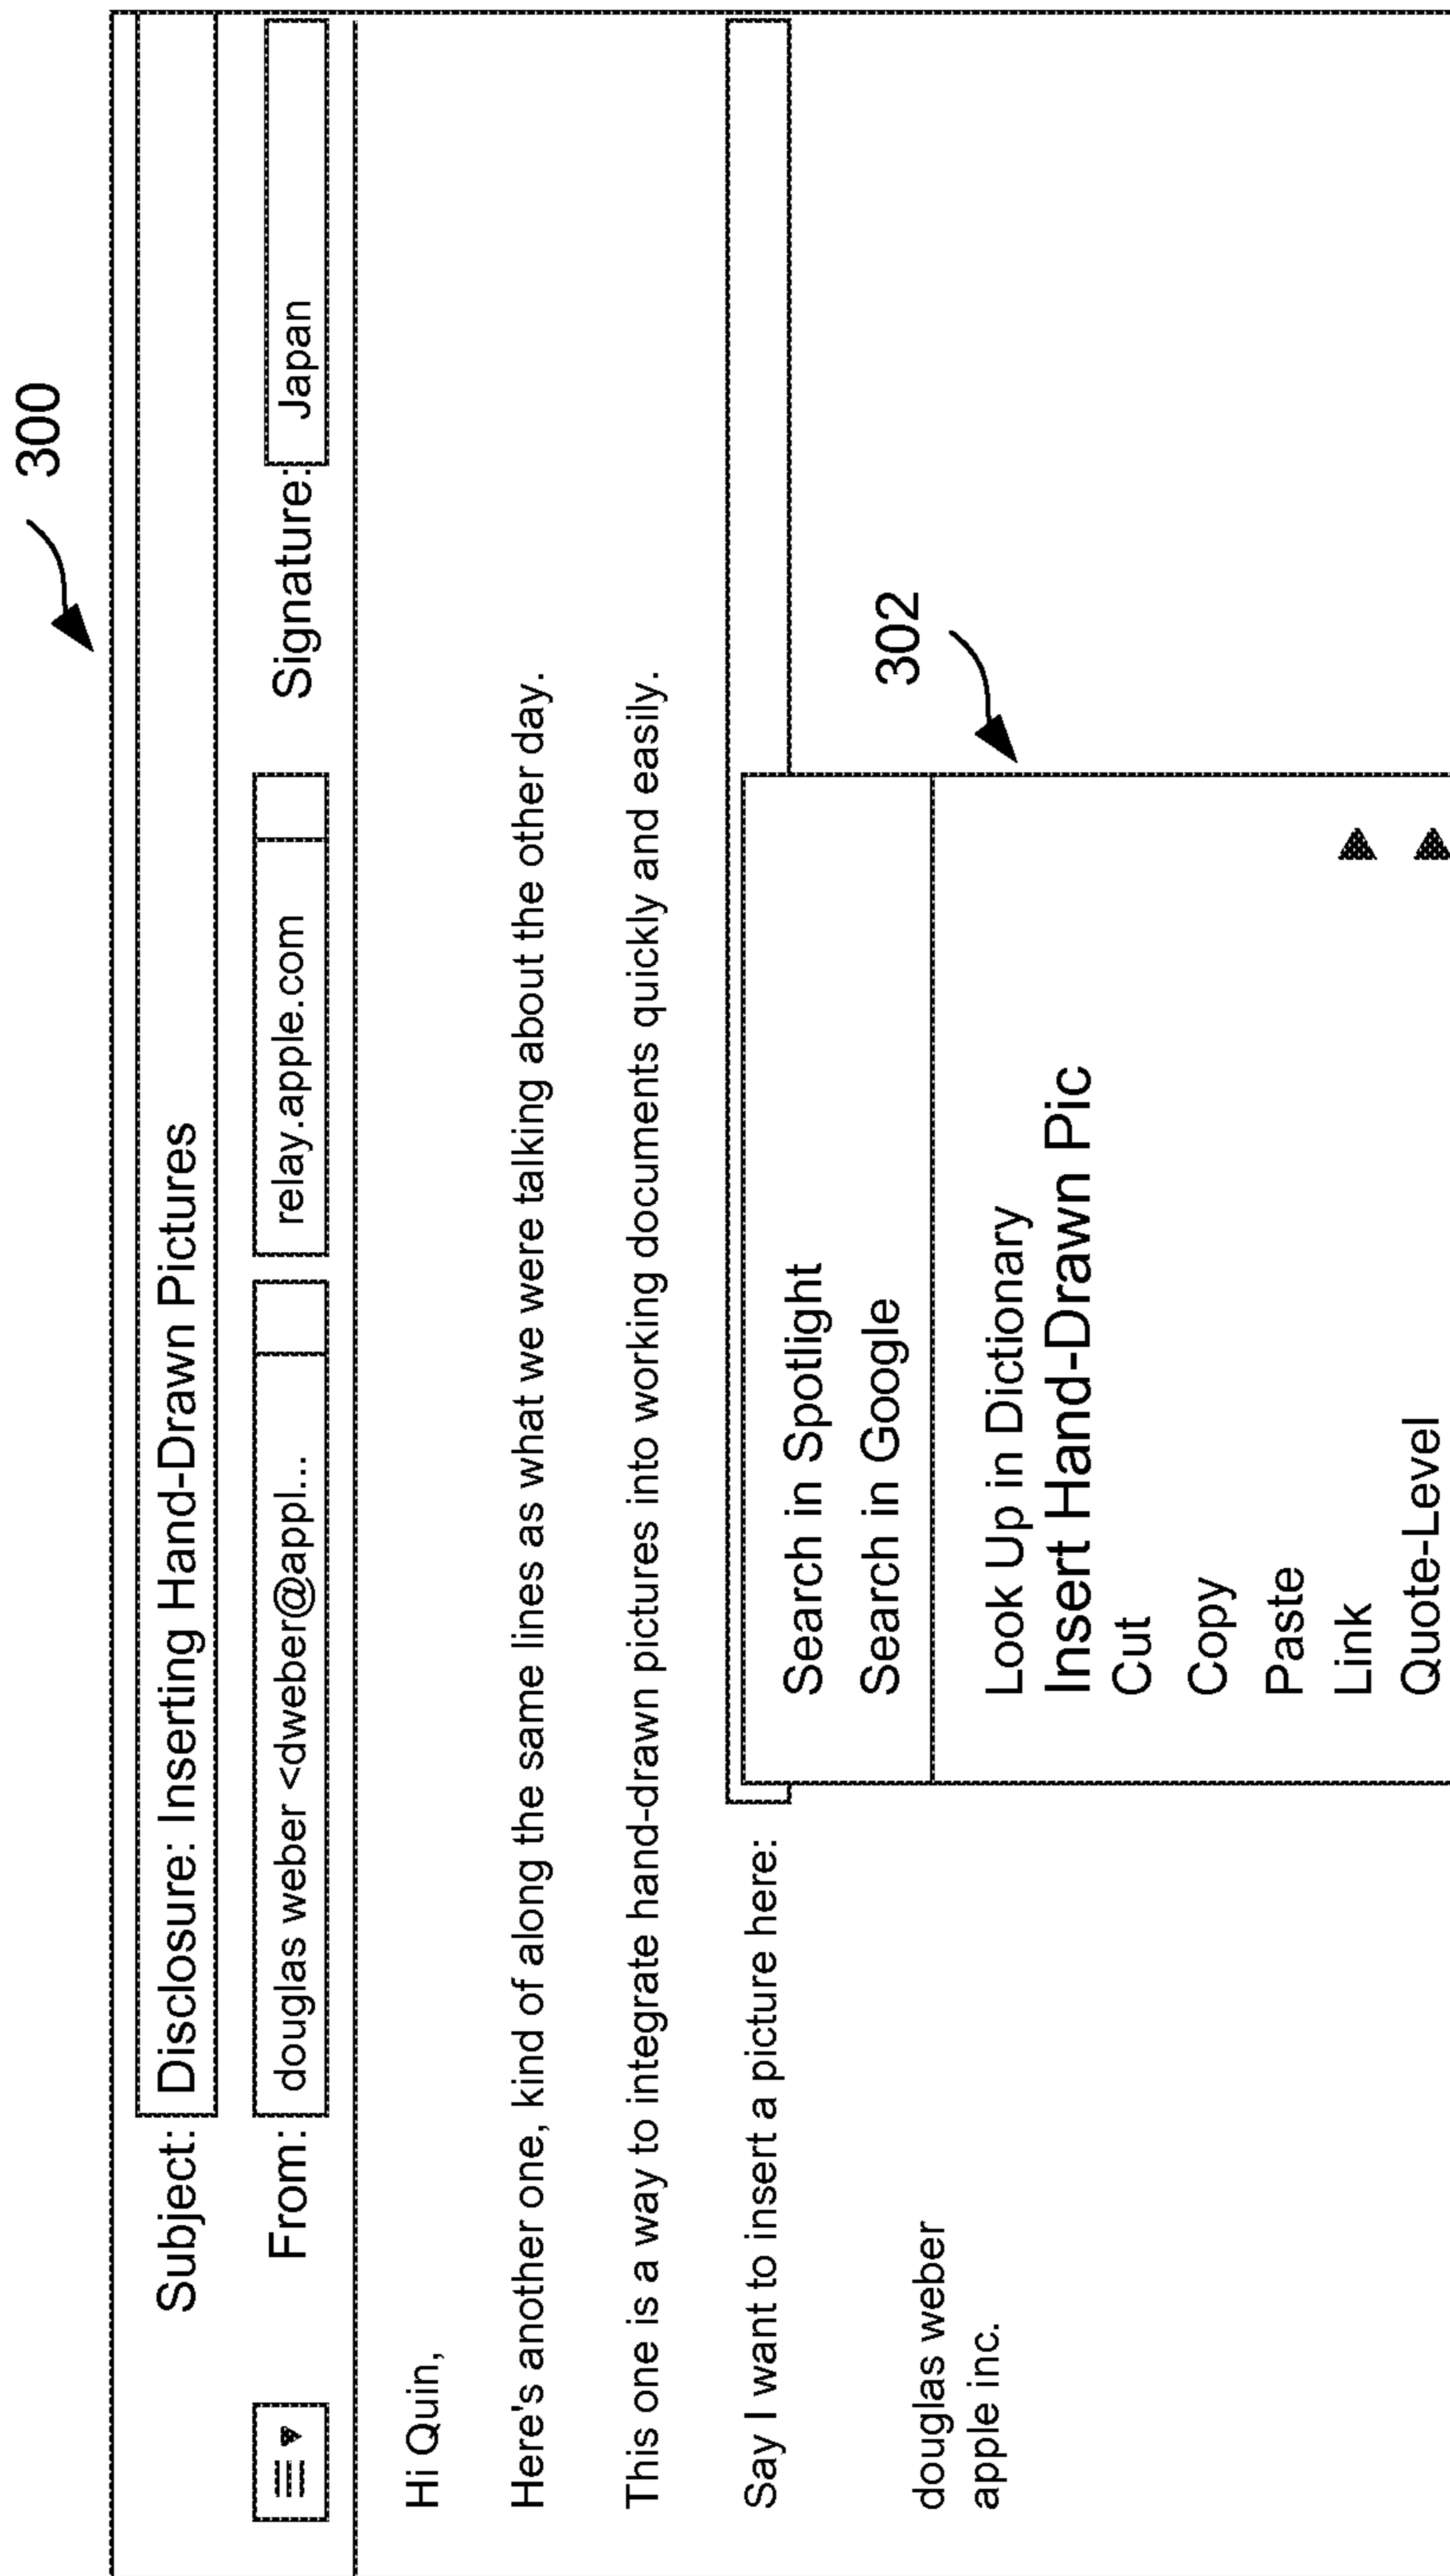 300
Subject: Disclosure: Inserting Hand-Drawn Pictures
From: douglas weber <dweber@appl... relay.apple.com Signature: Japan
Hi Quin,
Here's another one, kind of along the same lines as what we were talking about the other day.
This one is a way to integrate hand-drawn pictures into working documents quickly and easily.
Say I want to insert a picture here:
302
douglas weber
apple inc.
Search in Spotlight
Search in Google
Look Up in Dictionary
Insert Hand-Drawn Pic
Cut
Copy
Paste
Link
Quote-Level